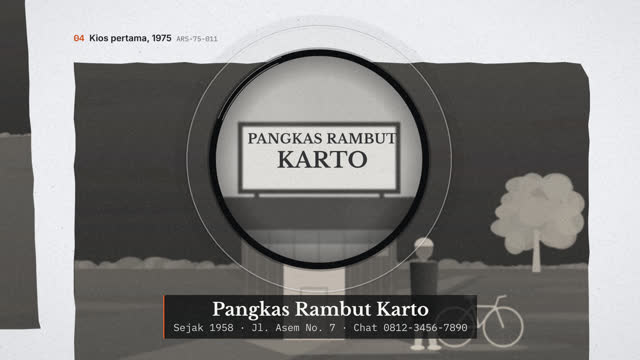 04 Kios pertama, 1975 ARS-75-011
PANGKAS RAMBUT
KARTO
Pangkas Rambut Karto
Sejak 1958 · Jl. Asem No. 7 · Chat 0812-3456-7890